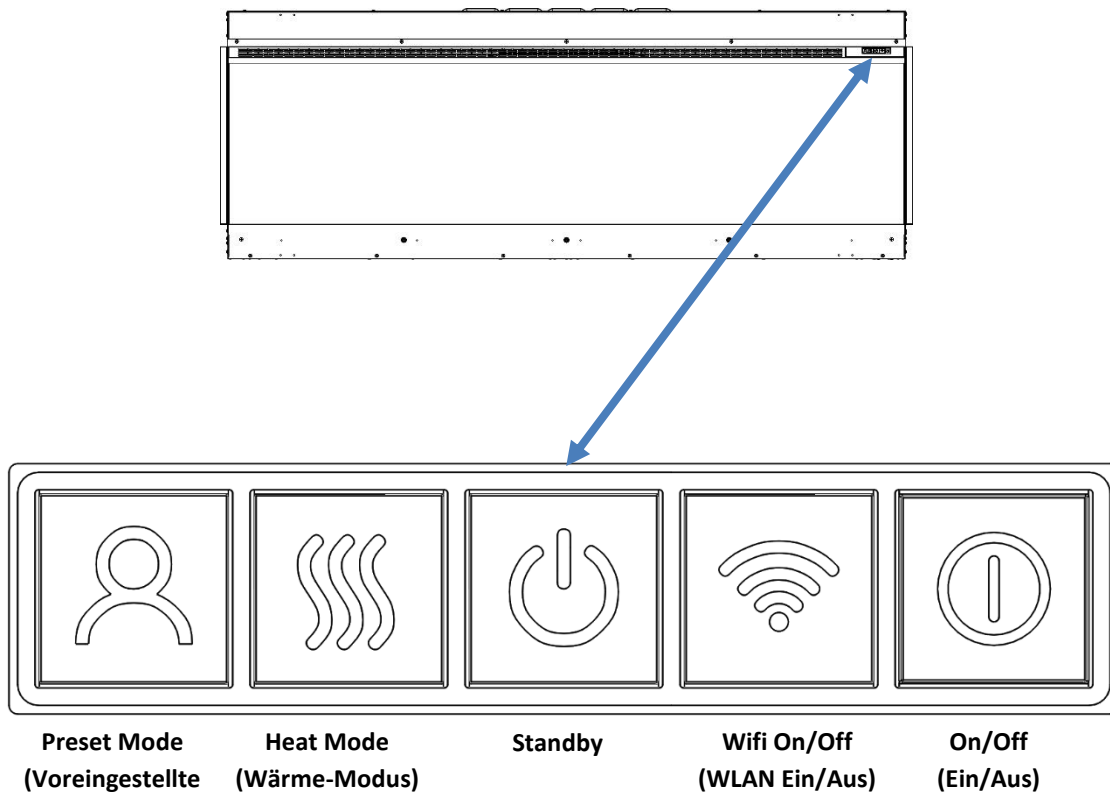 Preset Mode Heat Mode Standby Wifi On/Off On/Off
(Voreingestellte (Wärme-Modus) (WLAN Ein/Aus) (Ein/Aus)